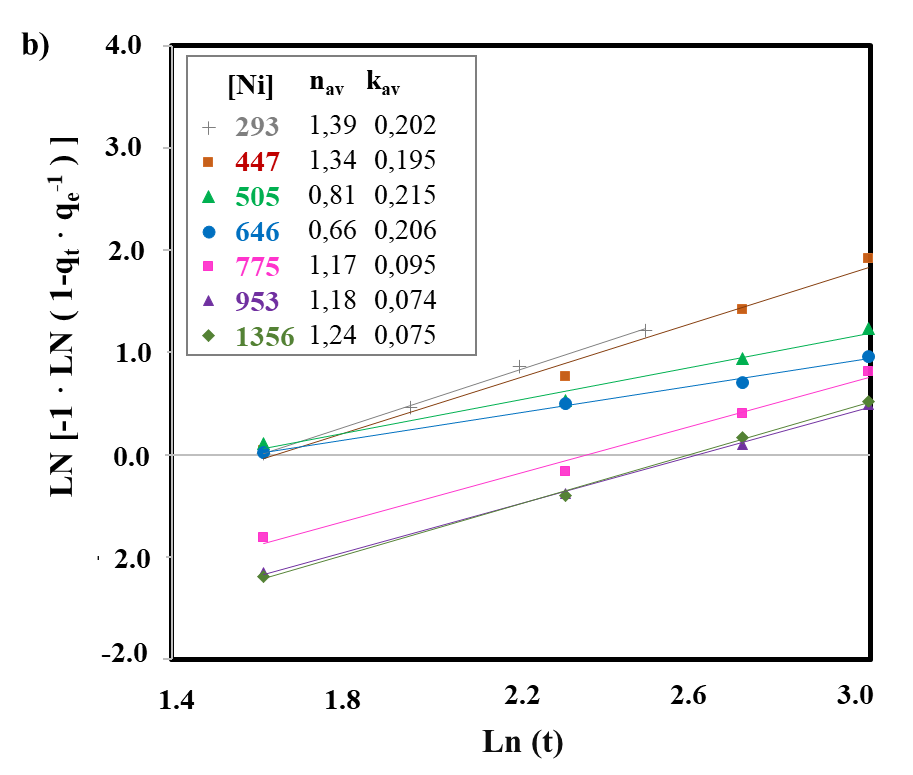 b)
4.0
3.0
2.0
1.0
0.0
- 2.0
-2.0
LN [-1 · LN ( 1-qt · qe-1 ) ]
[Ni] nav kav
293 1,39 0,202
447 1,34 0,195
505 0,81 0,215
646 0,66 0,206
775 1,17 0,095
953 1,18 0,074
1356 1,24 0,075
1.4 1.8 2.2 2.6 3.0
Ln (t)